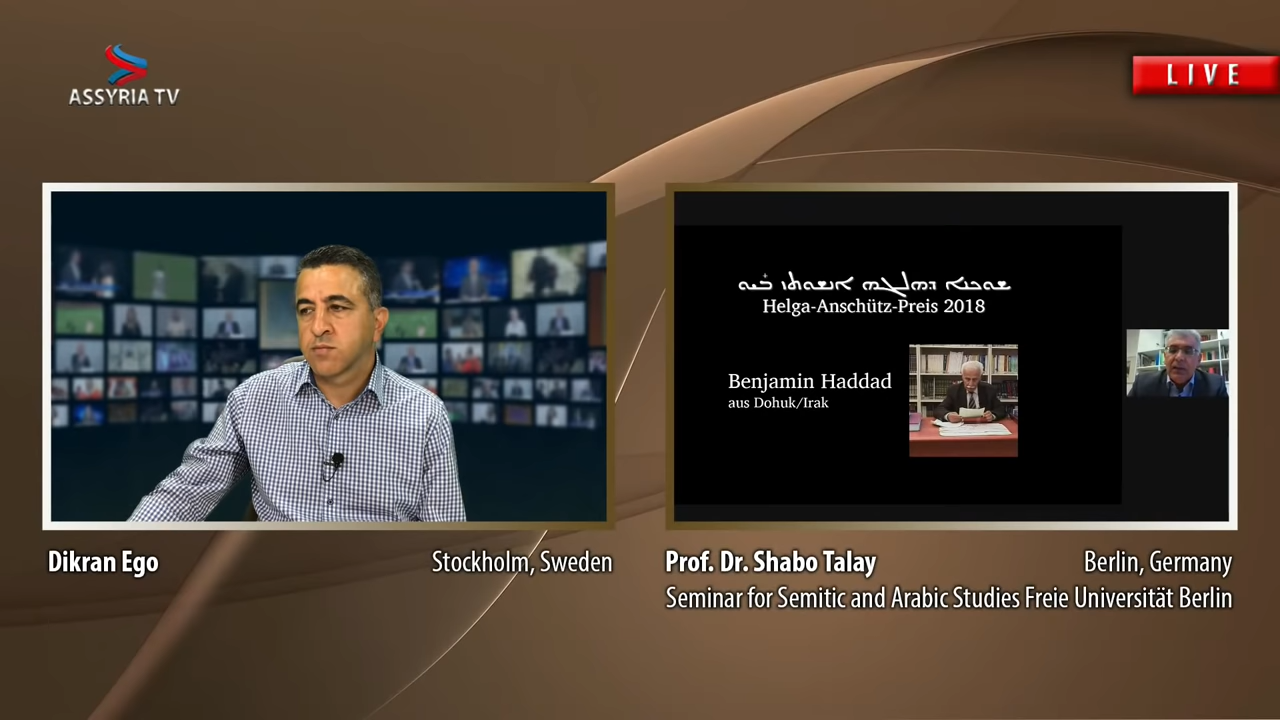 ASSYRIA TV
LIVE
Helga-Anschütz-Preis 2018
Benjamin Haddad
aus Dohuk/Irak
Dikran Ego
Stockholm, Sweden
Prof. Dr. Shabo Talay
Berlin, Germany
Seminar for Semitic and Arabic Studies Freie Universität Berlin